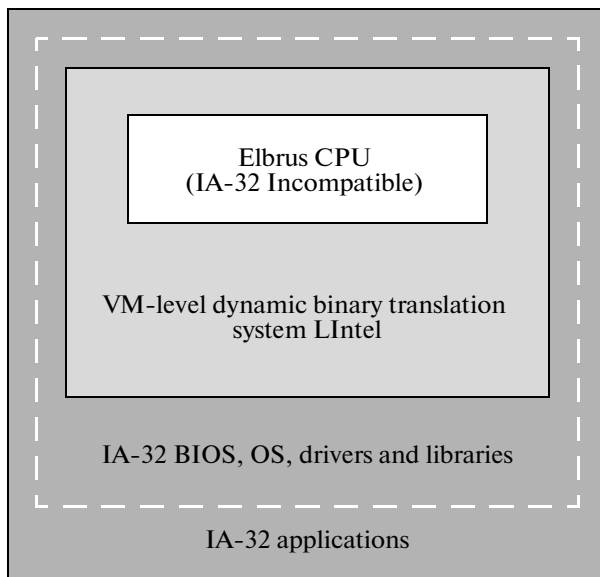 Elbrus CPU
(IA-32 Incompatible)
VM-level dynamic binary translation
system LIntel
IA-32 BIOS, OS, drivers and libraries
IA-32 applications